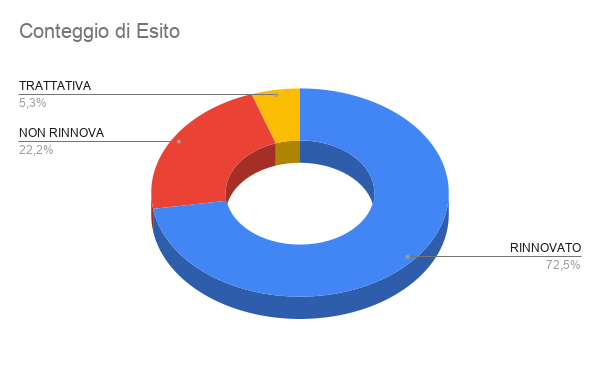 Conteggio di Esito
TRATTATIVA
5,3%
NON RINNOVA
22,2%
RINNOVATO
72,5%